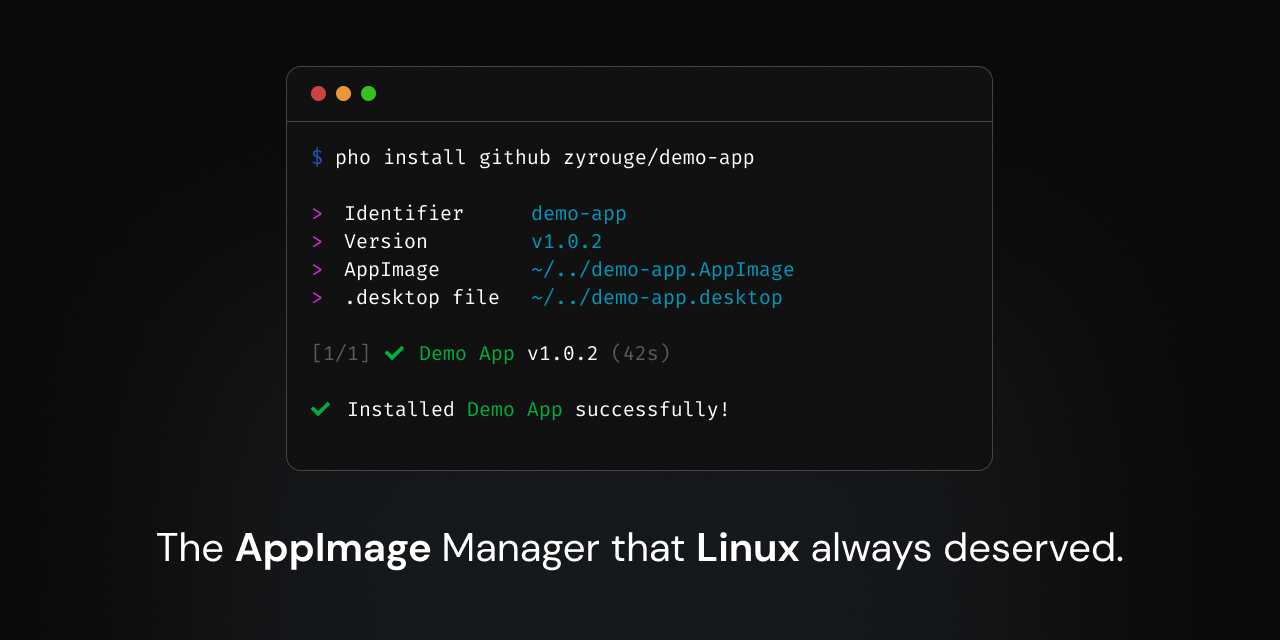 $ pho install github zyrouge/demo-app
> Identifier demo-app
> Version v1.0.2
> AppImage ~/../demo-app.AppImage
> .desktop file ~/../demo-app.desktop
[1/1] ✔ Demo App v1.0.2 (42s)
✔ Installed Demo App successfully!
The AppImage Manager that Linux always deserved.